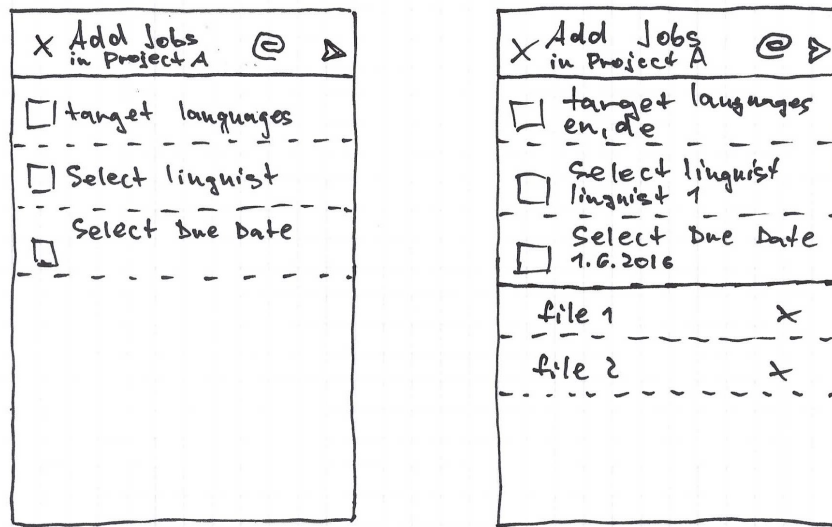 X Add Jobs
in Project A
target languages
Select linguist
Select Due Date
X Add Jobs
in Project A
target languages
en, de
Select linguist
linguist 1
Select Due Date
1.6.2016
file 1 x
file 2 x